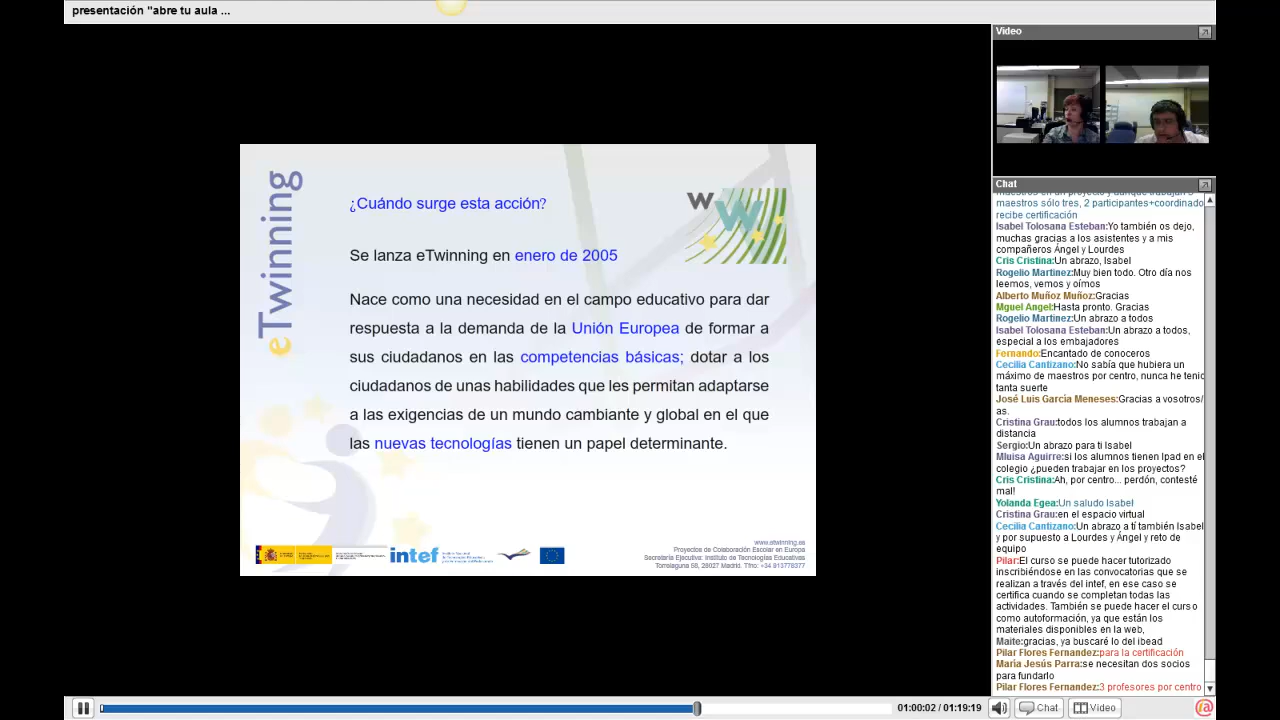 presentación "abre tu aula ...
eTwinning
¿Cuándo surge esta acción?
Se lanza eTwinning en enero de 2005
Nace como una necesidad en el campo educativo para dar
respuesta a la demanda de la Unión Europea de formar a
sus ciudadanos en las competencias básicas; dotar a los
ciudadanos de unas habilidades que les permitan adaptarse
a las exigencias de un mundo cambiante y global en el que
las nuevas tecnologías tienen un papel determinante.
W
W
intef
www.etwinning.es
Proyectos de Colaboración Escolar en Europa
Secretaría Ejecutiva: Instituto de Tecnologías Educativas
Torrelaguna 58, 28027 Madrid. Tfno: +34 913778377
Video
Chat
maestros sólo tres, 2 participantes+coordinado
recibe certificación
Isabel Tolosana Esteban:Yo también os dejo,
muchas gracias a los asistentes y a mis
compañeros Ángel y Lourdes
Cris Cristina:Un abrazo, Isabel
Rogelio Martinez:Muy bien todo. Otro día nos
leemos, vemos y oímos
Alberto Muñoz Muñoz:Gracias
Mguel Angel:Hasta pronto. Gracias
Rogelio Martinez:Un abrazo a todos
Isabel Tolosana Esteban:Un abrazo a todos,
especial a los embajadores
Fernando:Encantado de conoceros
Cecilia Cantizano:No sabía que hubiera un
máximo de maestros por centro, nunca he tenic
tanta suerte
José Luis García Meneses:Gracias a vosotros/
as.
Cristina Grau:todos los alumnos trabajan a
distancia
Sergio:Un abrazo para ti Isabel
Mluisa Aguirre:si los alumnos tienen Ipad en el
colegio ¿pueden trabajar en los proyectos?
Cris Cristina:Ah, por centro... perdón, contesté
mal!
Yolanda Egea:Un saludo Isabel
Cristina Grau:en el espacio virtual
Cecilia Cantizano:Un abrazo a tí también Isabel
y por supuesto a Lourdes y Ángel y reto de
equipo
Pilar:El curso se puede hacer tutorizado
inscribiéndose en las convocatorias que se
realizan a través del intef, en ese caso se
certifica cuando se completan todas las
actividades. También se puede hacer el curso
como autoformación, ya que están los
materiales disponibles en la web,
Maite:gracias, ya buscaré lo del ibead
Pilar Flores Fernandez:para la certificación
María Jesús Parra:se necesitan dos socios
para fundarlo
Pilar Flores Fernandez:3 profesores por centro
01:00:02 / 01:19:19
Chat
Video